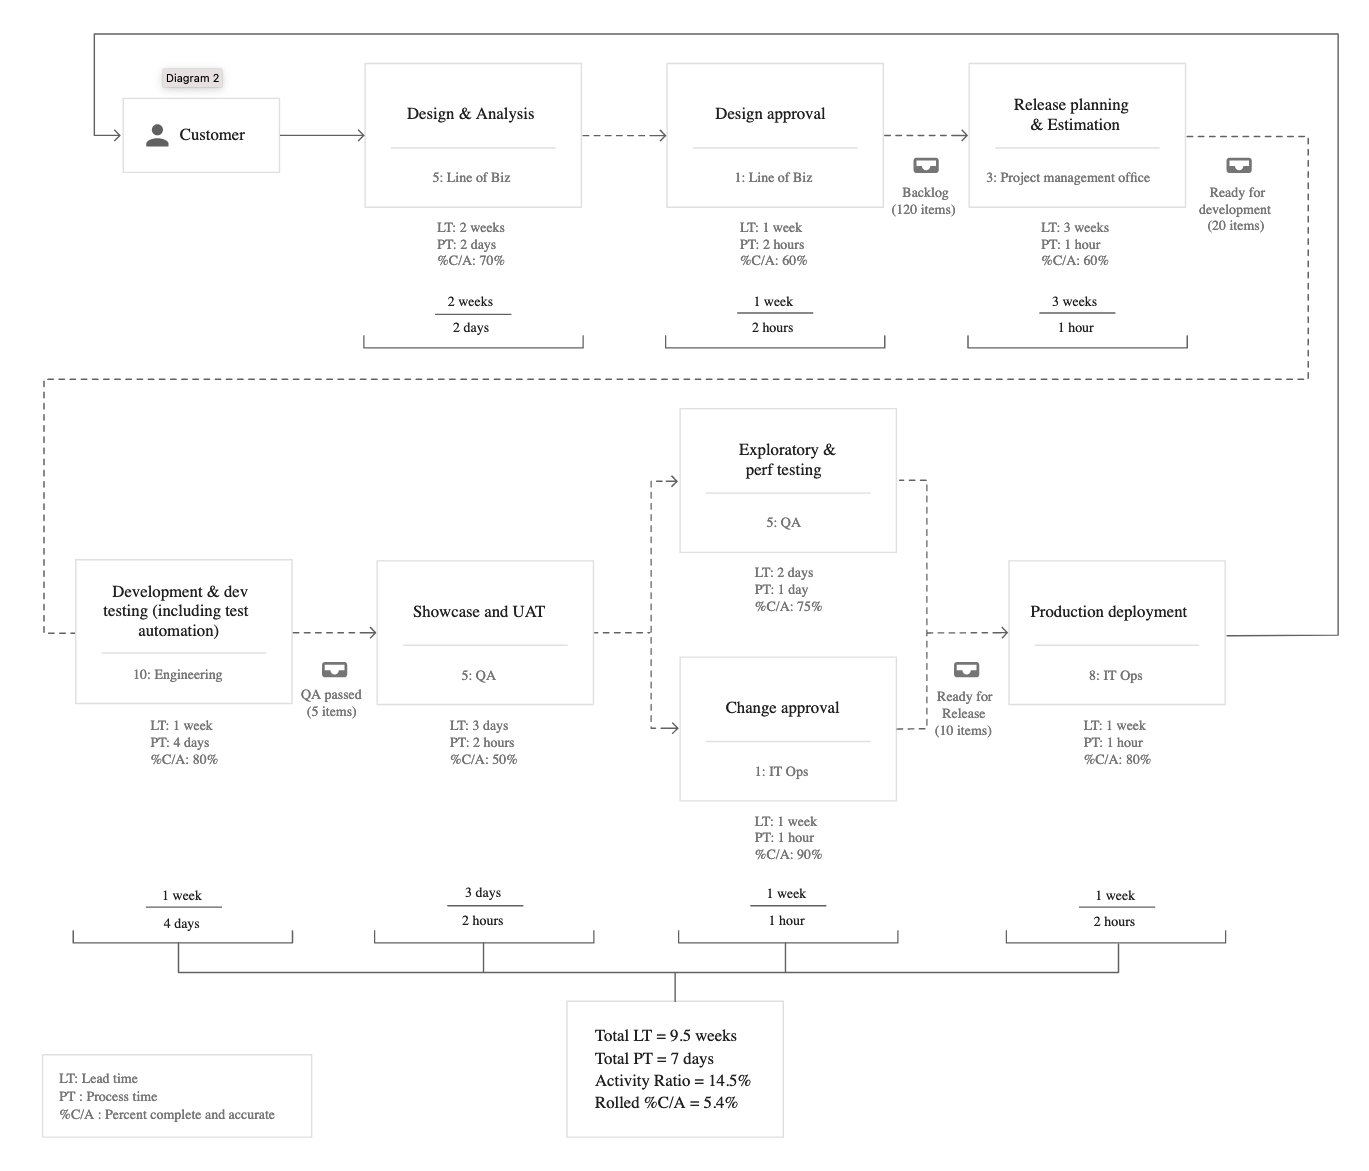 Diagram 2
Customer
Design & Analysis
5: Line of Biz
LT: 2 weeks
PT: 2 days
%C/A: 70%
2 weeks
2 days
Design approval
1: Line of Biz
LT: 1 week
PT: 2 hours
%C/A: 60%
1 week
2 hours
Backlog
(120 items)
Release planning
& Estimation
3: Project management office
LT: 3 weeks
PT: 1 hour
%C/A: 60%
3 weeks
1 hour
Ready for
development
(20 items)
Development & dev
testing (including test
automation)
10: Engineering
LT: 1 week
PT: 4 days
%C/A: 80%
1 week
4 days
QA passed
(5 items)
Showcase and UAT
5: QA
LT: 3 days
PT: 2 hours
%C/A: 50%
3 days
2 hours
Exploratory &
perf testing
5: QA
LT: 2 days
PT: 1 day
%C/A: 75%
Change approval
1: IT Ops
LT: 1 week
PT: 1 hour
%C/A: 90%
1 week
1 hour
Ready for
Release
(10 items)
Production deployment
8: IT Ops
LT: 1 week
PT: 1 hour
%C/A: 80%
1 week
2 hours
Total LT = 9.5 weeks
Total PT = 7 days
Activity Ratio = 14.5%
Rolled %C/A = 5.4%
LT: Lead time
PT : Process time
%C/A : Percent complete and accurate